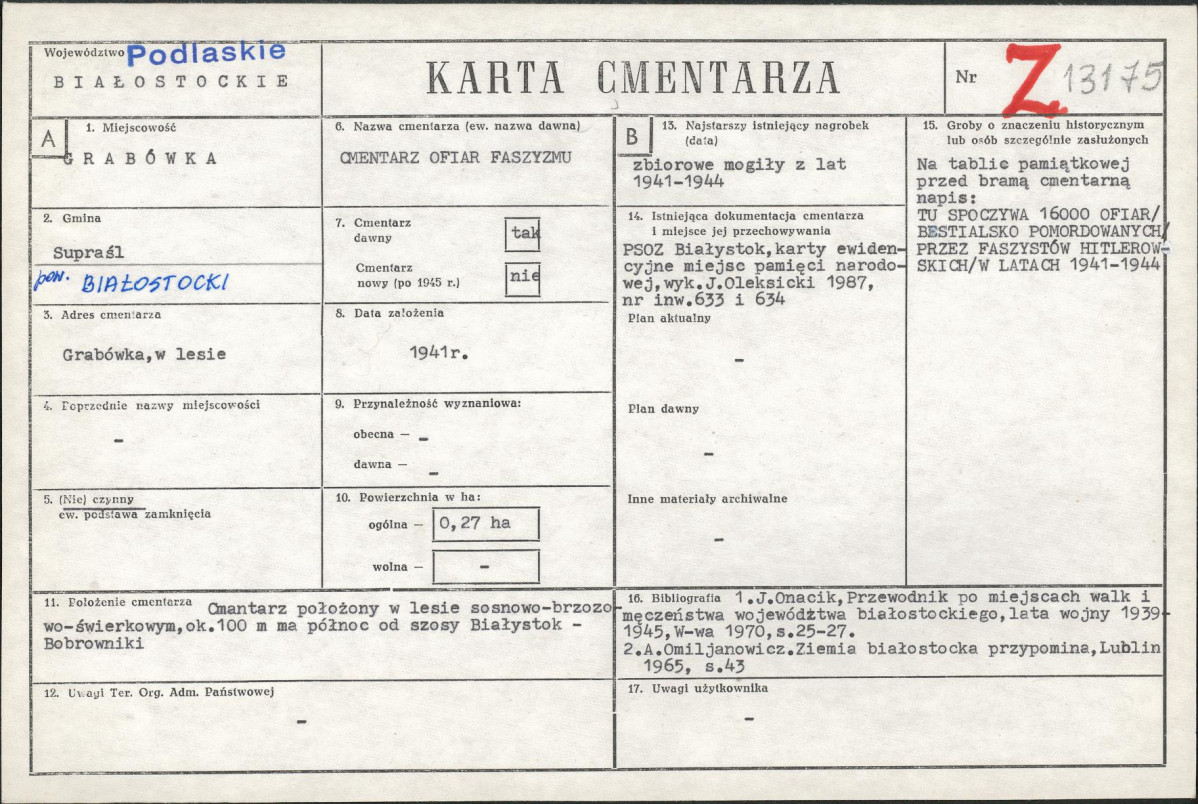 Województwo Podlaskie
BIAŁOSTOCKIE
KARTA CMENTARZA
Nr Z 13175
A
1. Miejscowość
GRABÓWKA
2. Gmina
Supraśl
pow. BIAŁOSTOCKI
3. Adres cmentarza
Grabówka,w lesie
4. Poprzednie nazwy miejscowości
-
5. (Nie) czynny
ew. podstawa zamknięcia
6. Nazwa cmentarza (ew. nazwa dawna)
CMENTARZ OFIAR FASZYZMU
7. Cmentarz
dawny
tak
Cmentarz
nowy (po 1945 r.)
nie
8. Data założenia
1941r.
9. Przynależność wyznaniowa:
obecna — -
dawna — -
10. Powierzchnia w ha:
ogólna — 0,27 ha
wolna — -
11. Położenie cmentarza Cmantarz położony w lesie sosnowo-brzozo
wo-świerkowym,ok.100 m ma północ od szosy Białystok -
Bobrowniki
12. Uwagi Ter. Org. Adm. Państwowej
-
B
13. Najstarszy istniejący nagrobek
(data)
zbiorowe mogiły z lat
1941-1944
14. Istniejąca dokumentacja cmentarza
i miejsce jej przechowywania
PSOZ Białystok,karty ewiden-
cyjne miejsc pamięci narodo-
wej,wyk.J.Oleksicki 1987,
nr inw.633 i 634
Plan aktualny
-
Plan dawny
-
Inne materiały archiwalne
-
15. Groby o znaczeniu historycznym
lub osób szczególnie zasłużonych
Na tablic pamiątkowej
przed bramą cmentarną
napis:
TU SPOCZYWA 16000 OFIAR/
BESTIALSKO POMORDOWANYCH/
PRZEZ FASZYSTÓW HITLEROW-
SKICH/W LATACH 1941-1944
16. Bibliografia 1.J.Onacik,Przewodnik po miejscach walk i
męczeństwa województwa białostockiego,lata wojny 1939-
1945,W-wa 1970,s.25-27.
2.A.Omiljanowicz.Ziemia białostocka przypomina,Lublin
1965, s.43
17. Uwagi użytkownika
-